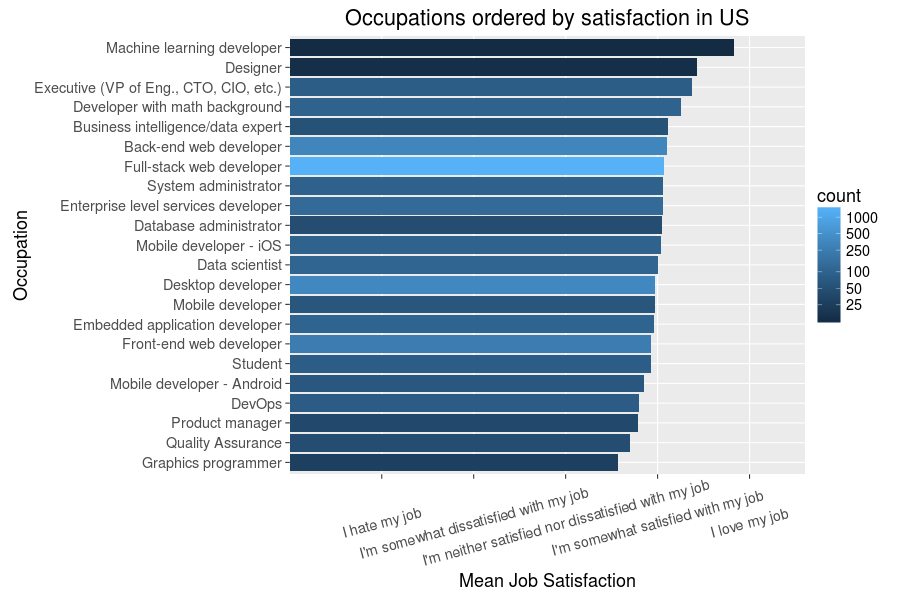 Occupations ordered by satisfaction in US
Machine learning developer
Designer
Executive (VP of Eng., CTO, CIO, etc.)
Developer with math background
Business intelligence/data expert
Back-end web developer
Full-stack web developer
System administrator
Enterprise level services developer
Database administrator
Mobile developer - iOS
Data scientist
Desktop developer
Mobile developer
Embedded application developer
Front-end web developer
Student
Mobile developer - Android
DevOps
Product manager
Quality Assurance
Graphics programmer
Occupation
I hate my job
I'm somewhat dissatisfied with my job
I'm neither satisfied nor dissatisfied with my job
I'm somewhat satisfied with my job
I love my job
Mean Job Satisfaction
count
1000
500
250
100
50
25